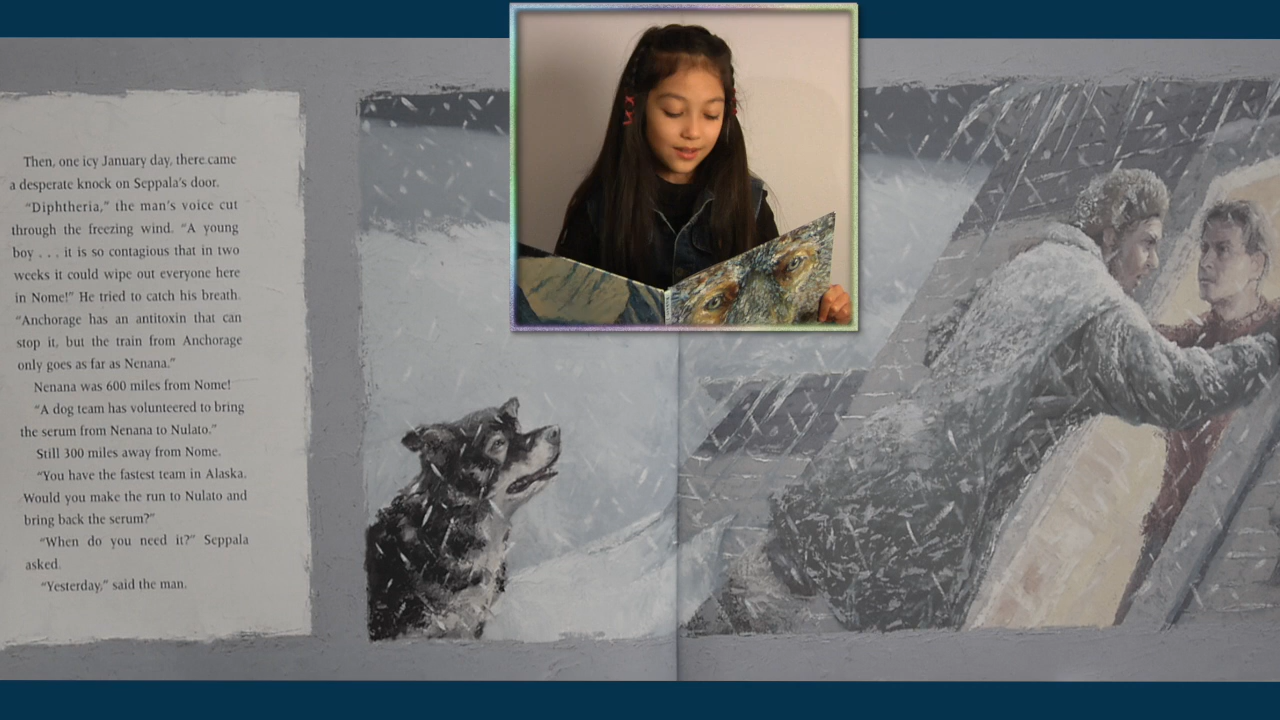 Then, one icy January day, there came
a desperate knock on Seppala's door.
"Diphtheria," the man's voice cut
through the freezing wind. "A young
boy . . . it is so contagious that in two
weeks it could wipe out everyone here
in Nome!" He tried to catch his breath.
"Anchorage has an antitoxin that can
stop it, but the train from Anchorage
only goes as far as Nenana."
Nenana was 600 miles from Nome!
"A dog team has volunteered to bring
the serum from Nenana to Nulato."
Still 300 miles away from Nome.
"You have the fastest team in Alaska.
Would you make the run to Nulato and
bring back the serum?"
"When do you need it?" Seppala
asked.
"Yesterday," said the man.